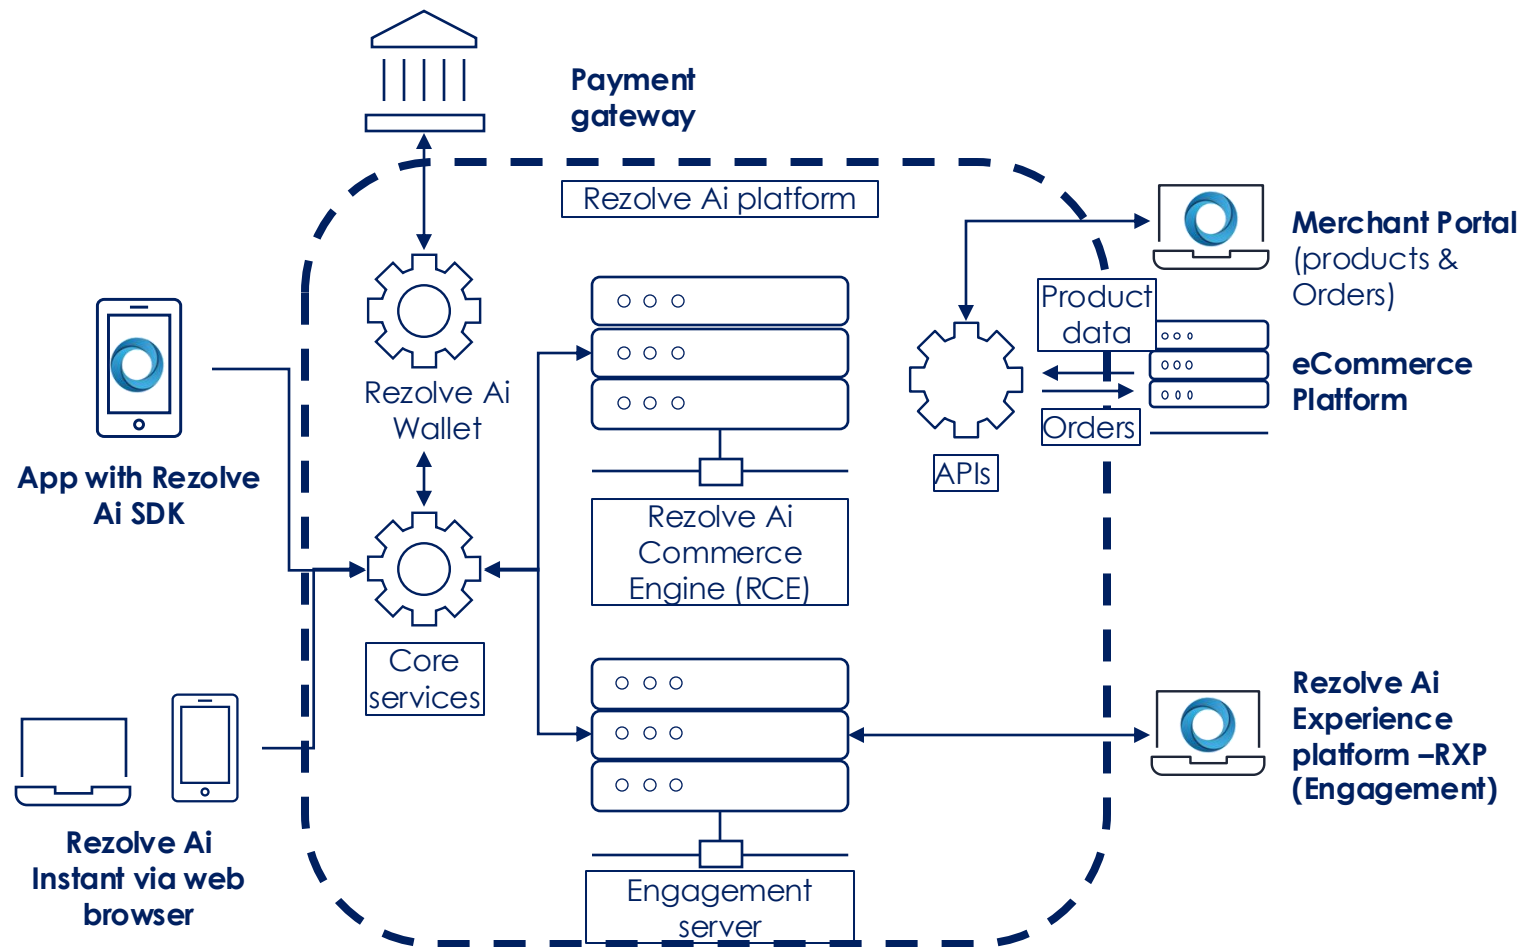 Payment
gateway
Rezolve Ai platform
Merchant Portal
(products &
Orders)
Product
data
eCommerce
Platform
Rezolve Ai
Wallet
Orders
APIs
App with Rezolve
Ai SDK
Rezolve Ai
Commerce
Engine (RCE)
Core
services
Rezolve Ai
Experience
platform –RXP
(Engagement)
Rezolve Ai
Instant via web
browser
Engagement
server